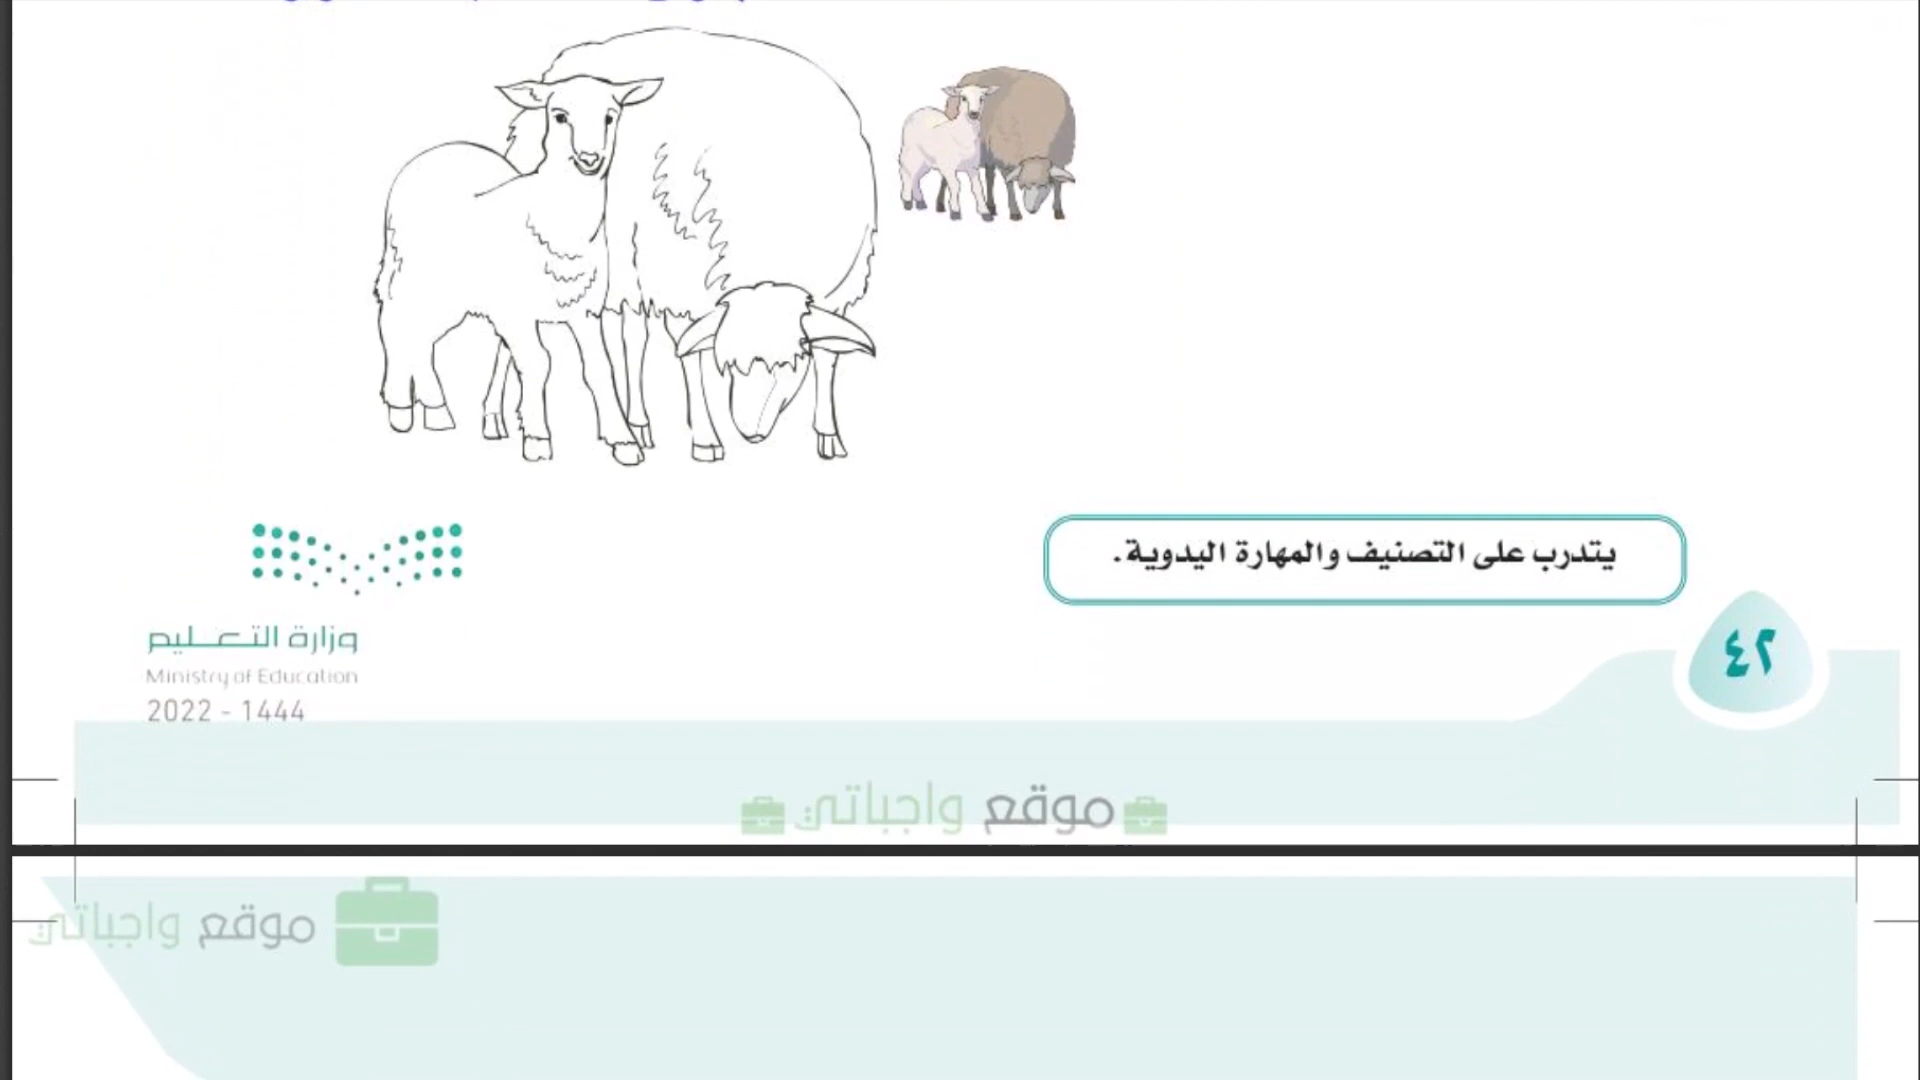 يتدرب على التصنيف والمهارة اليدوية.
٤٢
وزارة التعليم
Ministry of Education
2022 - 1444
موقع واجباتي
موقع واجباتي